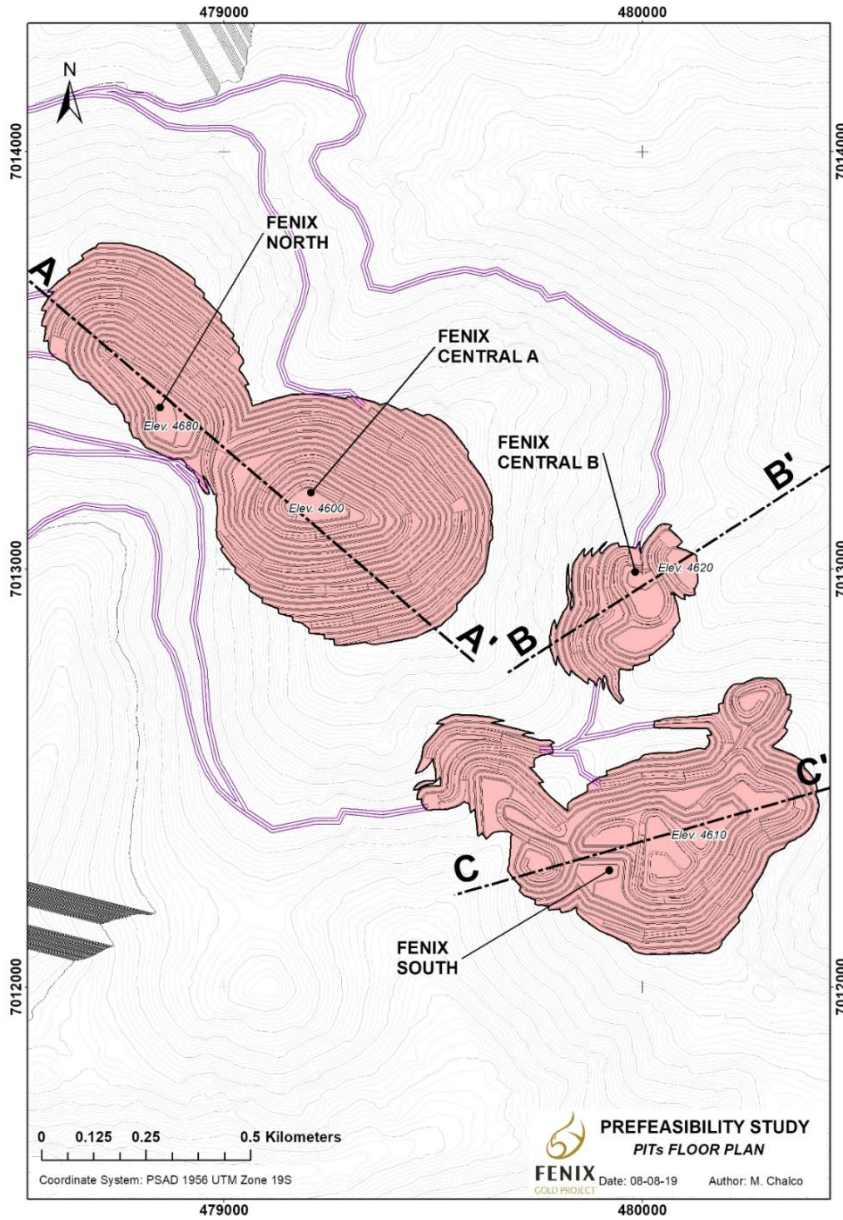 479000
480000
N
7014000
7014000
FENIX
NORTH
A
FENIX
CENTRAL A
Elev. 4680
FENIX
CENTRAL B
B'
Elev. 4600
7013000
7013000
Elev. 4620
A'
B
C'
Elev. 4610
C
FENIX
SOUTH
7012000
7012000
0 0.125 0.25 0.5 Kilometers
Coordinate System: PSAD 1956 UTM Zone 19S
FENIX
GOLD PROJECT
PREFEASIBILITY STUDY
PITs FLOOR PLAN
Date: 08-08-19 Author: M. Chalco
479000
480000